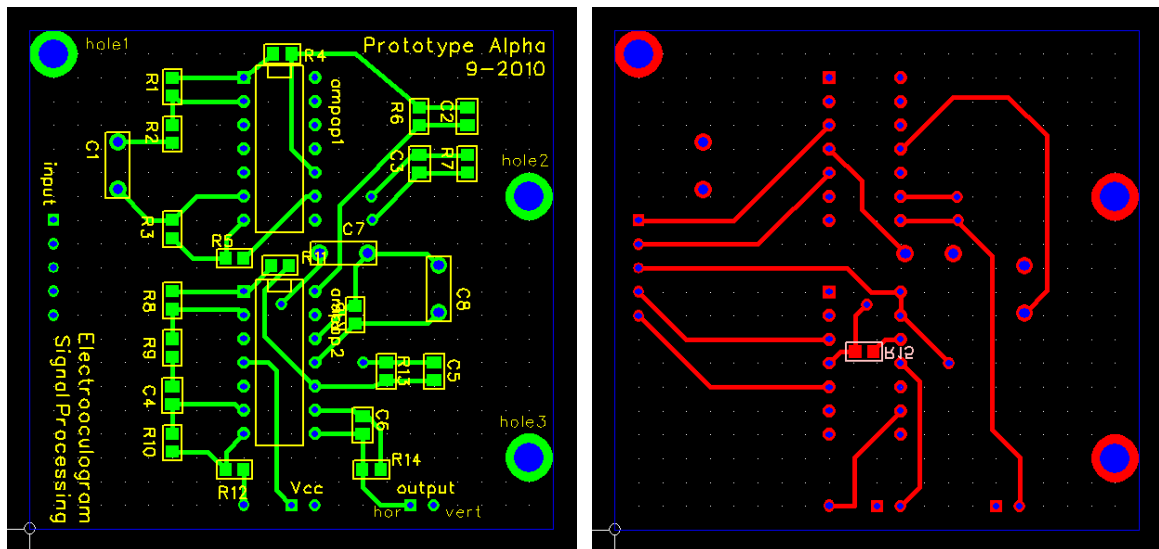 hole1
Prototype Alpha
9-2010
R4
R1
ampop1
R6
C2
R2
C1
C3
R7
hole2
input
R3
R5
C7
R11
C8
R8
ampop2
R9
R13
C5
C4
C6
hole3
R10
R14
R12
Vcc
output
hor
vert
Electrooculogram
Signal Processing
R15